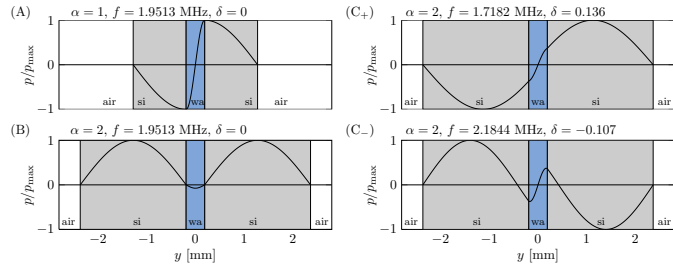 (A) α = 1, f = 1.9513 MHz, δ = 0
1
0
−1
p/pmax
air si wa si air
(C+) α = 2, f = 1.7182 MHz, δ = 0.136
1
0
−1
p/pmax
air si wa si air
(B) α = 2, f = 1.9513 MHz, δ = 0
1
0
−1
p/pmax
air si wa si air
−2 −1 0 1 2
y [mm]
(C−) α = 2, f = 2.1844 MHz, δ = −0.107
1
0
−1
p/pmax
air si wa si air
−2 −1 0 1 2
y [mm]